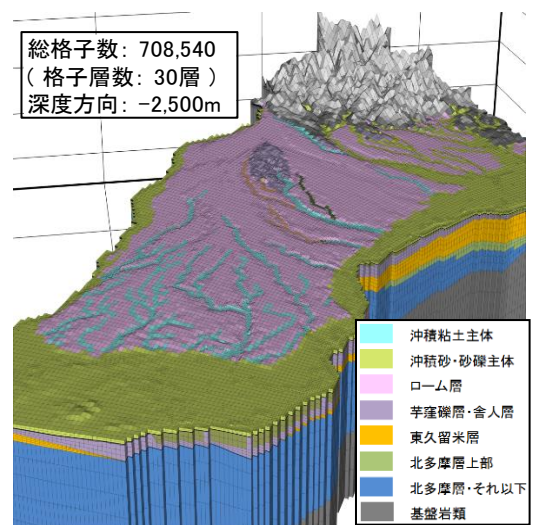 総格子数: 708,540
( 格子層数: 30層 )
深度方向: -2,500m
沖積粘土主体
沖積砂・砂礫主体
ローム層
芋窪礫層・舎人層
東久留米層
北多摩層上部
北多摩層・それ以下
基盤岩類